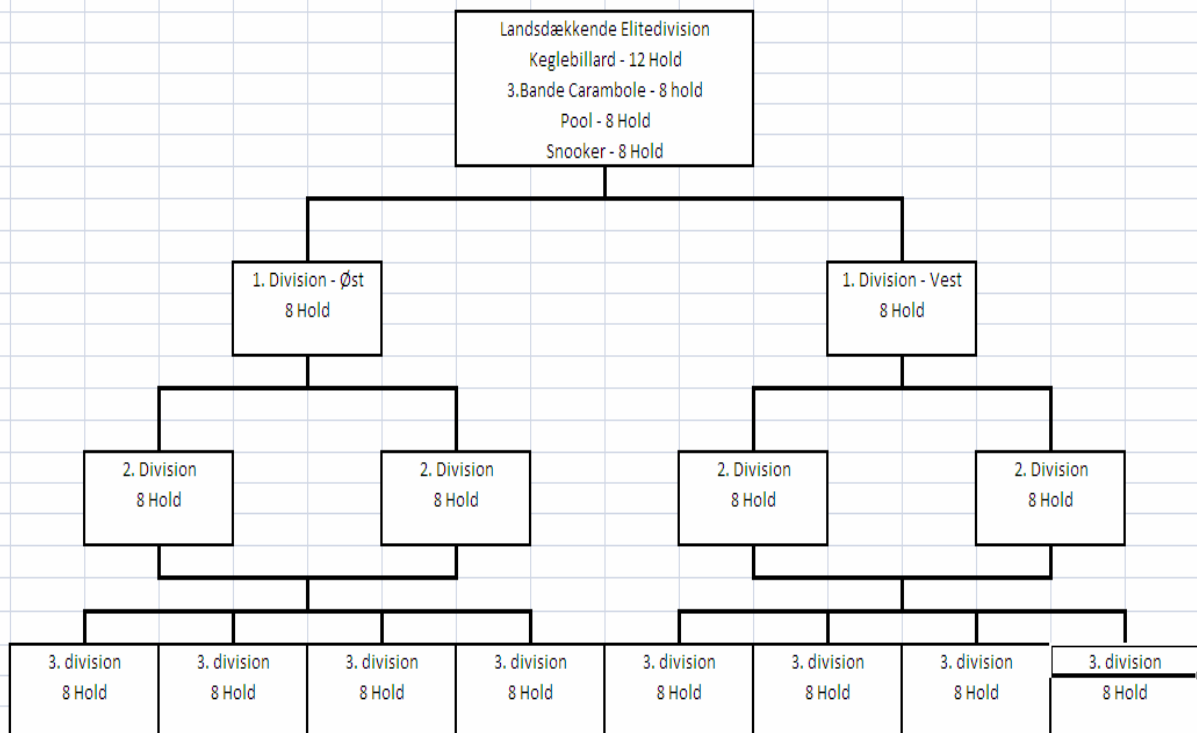 Landsdækkende Elitedivision
Keglebillard - 12 Hold
3.Bande Carambole - 8 hold
Pool - 8 Hold
Snooker - 8 Hold
1. Division - Øst
8 Hold
1. Division - Vest
8 Hold
2. Division
8 Hold
2. Division
8 Hold
2. Division
8 Hold
2. Division
8 Hold
3. division
8 Hold
3. division
8 Hold
3. division
8 Hold
3. division
8 Hold
3. division
8 Hold
3. division
8 Hold
3. division
8 Hold
3. division
8 Hold